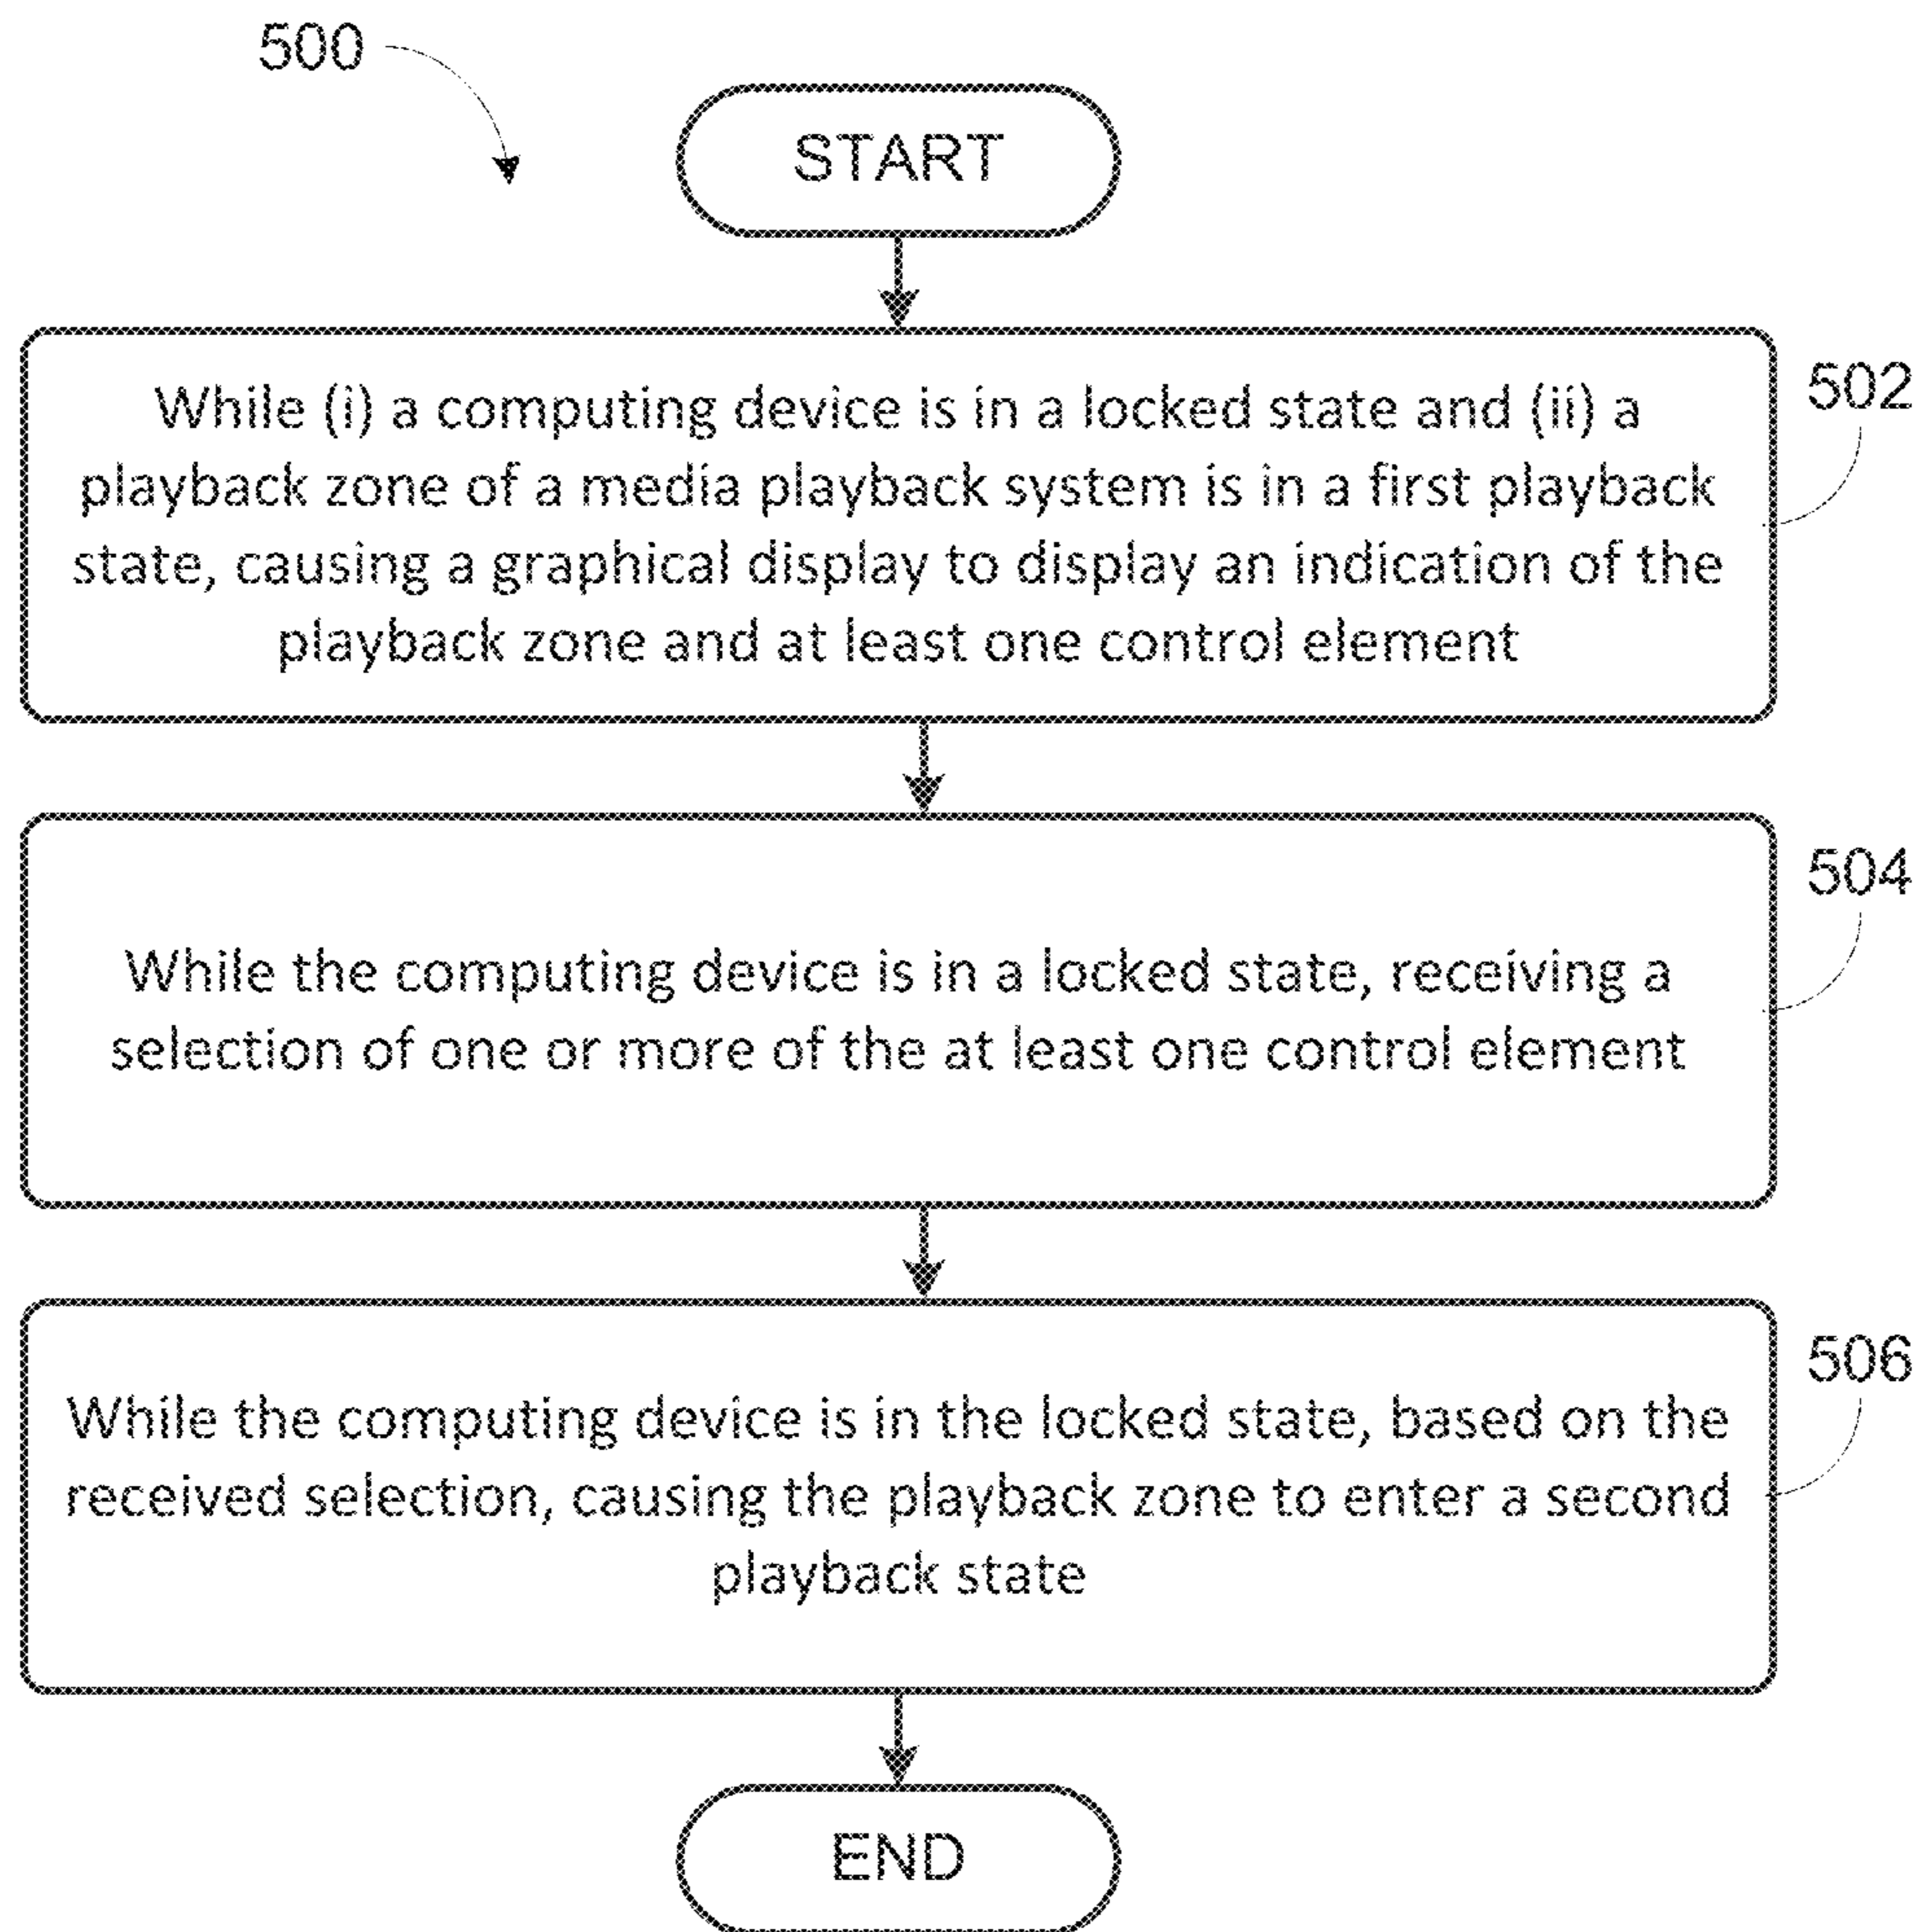 500
START
While (i) a computing device is in a locked state and (ii) a
playback zone of a media playback system is in a first playback
state, causing a graphical display to display an indication of the
playback zone and at least one control element
502
While the computing device is in a locked state, receiving a
selection of one or more of the at least one control element
504
While the computing device is in the locked state, based on the
received selection, causing the playback zone to enter a second
playback state
506
END